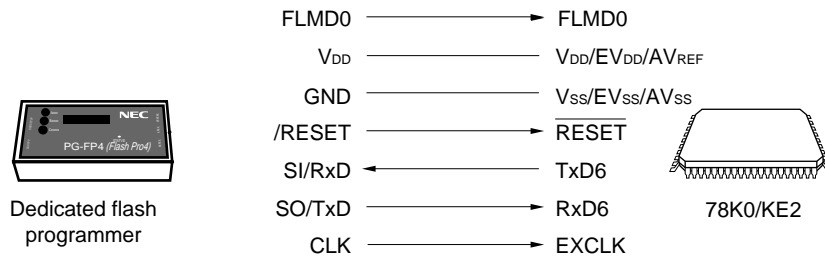 FLMD0 FLMD0
VDD VDD/EVDD/AVREF
GND VSS/EVSS/AVSS
/RESET RESET
SI/RxD TxD6
SO/TxD RxD6
CLK EXCLK
NEC
PG-FP4 (Flash Pro4)
Dedicated flash
programmer
78K0/KE2